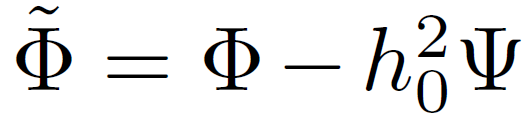 Φ̃ = Φ − h₀²Ψ